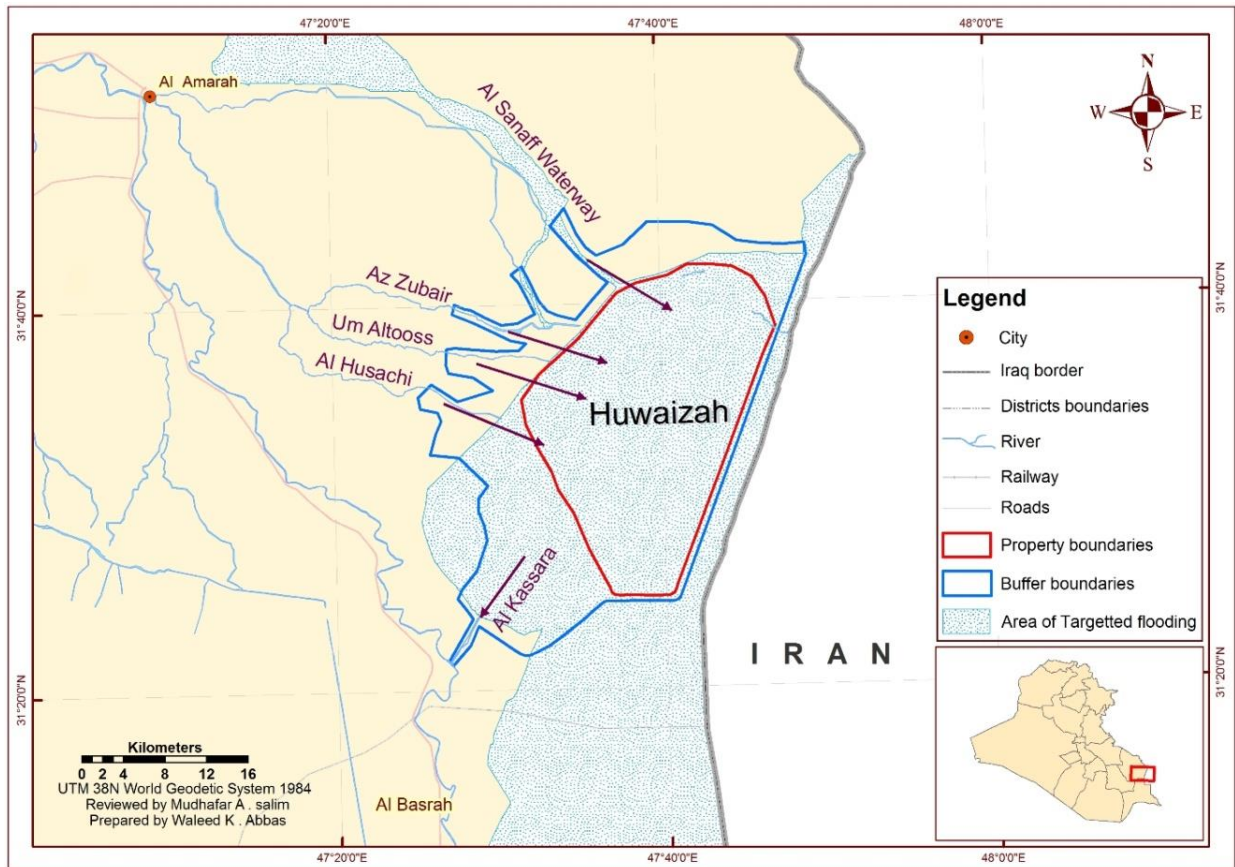 47°20'0"E
47°40'0"E
48°0'0"E
Al Amarah
Al Sanaff Waterway
N
W
E
S
Az Zubair
31°40'0"N
31°40'0"N
Um Altooss
Al Husachi
Huwaizah
Al Kassara
I R A N
31°20'0"N
31°20'0"N
Legend
City
Iraq border
Districts boundaries
River
Railway
Roads
Property boundaries
Buffer boundaries
Area of Targetted flooding
Kilometers
0 2 4 8 12 16
UTM 38N World Geodetic System 1984
Reviewed by Mudhafar A . salim
Prepared by Waleed K . Abbas
Al Basrah
47°20'0"E
47°40'0"E
48°0'0"E